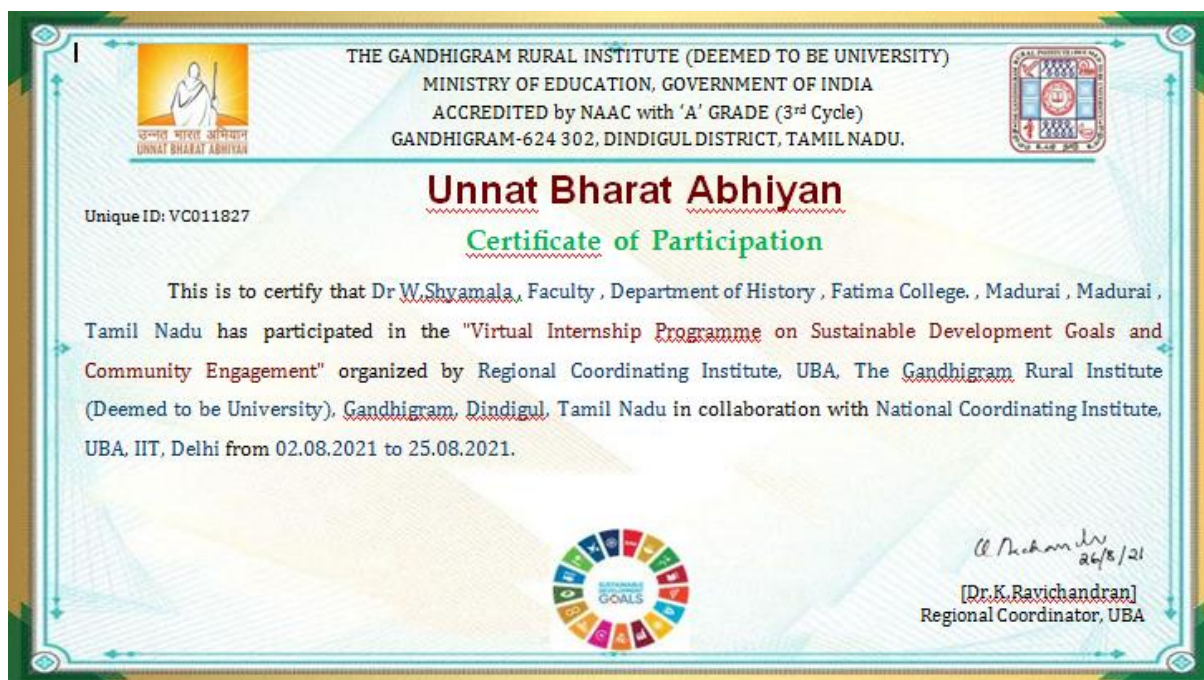 THE GANDHIGRAM RURAL INSTITUTE (DEEMED TO BE UNIVERSITY)
MINISTRY OF EDUCATION, GOVERNMENT OF INDIA
ACCREDITED by NAAC with ‘A’ GRADE (3rd Cycle)
GANDHIGRAM-624 302, DINDIGUL DISTRICT, TAMIL NADU.
उन्नत भारत अभियान
UNNAT BHARAT ABHIYAN
Unnat Bharat Abhiyan
Unique ID: VC011827
Certificate of Participation
This is to certify that Dr W.Shyamala , Faculty , Department of History , Fatima College. , Madurai , Madurai ,
Tamil Nadu has participated in the "Virtual Internship Programme on Sustainable Development Goals and
Community Engagement" organized by Regional Coordinating Institute, UBA, The Gandhigram Rural Institute
(Deemed to be University), Gandhigram, Dindigul, Tamil Nadu in collaboration with National Coordinating Institute,
UBA, IIT, Delhi from 02.08.2021 to 25.08.2021.
SUSTAINABLE
DEVELOPMENT
GOALS
26/8/21
[Dr.K.Ravichandran]
Regional Coordinator, UBA